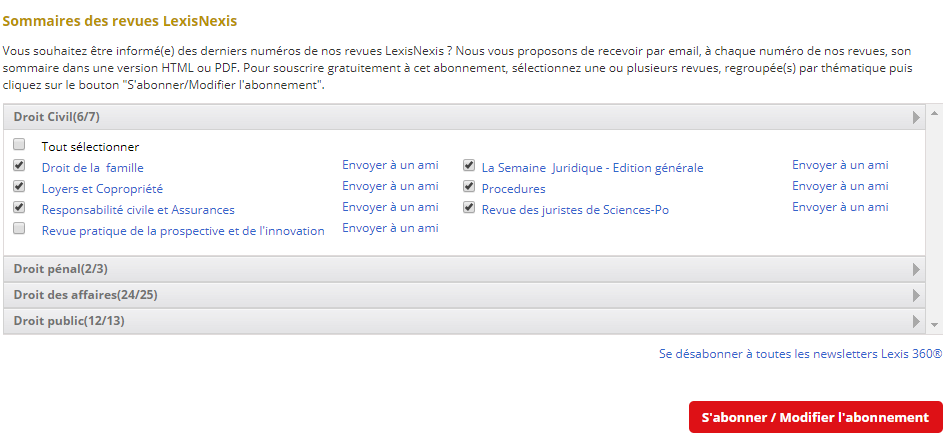 Sommaires des revues LexisNexis
Vous souhaitez être informé(e) des derniers numéros de nos revues LexisNexis ? Nous vous proposons de recevoir par email, à chaque numéro de nos revues, son
sommaire dans une version HTML ou PDF. Pour souscrire gratuitement à cet abonnement, sélectionnez une ou plusieurs revues, regroupée(s) par thématique puis
cliquez sur le bouton "S'abonner/Modifier l'abonnement".
Droit Civil(6/7)
Tout sélectionner
Droit de la famille Envoyer à un ami La Semaine Juridique - Edition générale Envoyer à un ami
Loyers et Copropriété Envoyer à un ami Procedures Envoyer à un ami
Responsabilité civile et Assurances Envoyer à un ami Revue des juristes de Sciences-Po Envoyer à un ami
Revue pratique de la prospective et de l'innovation Envoyer à un ami
Droit pénal(2/3)
Droit des affaires(24/25)
Droit public(12/13)
Se désabonner à toutes les newsletters Lexis 360®
S'abonner / Modifier l'abonnement